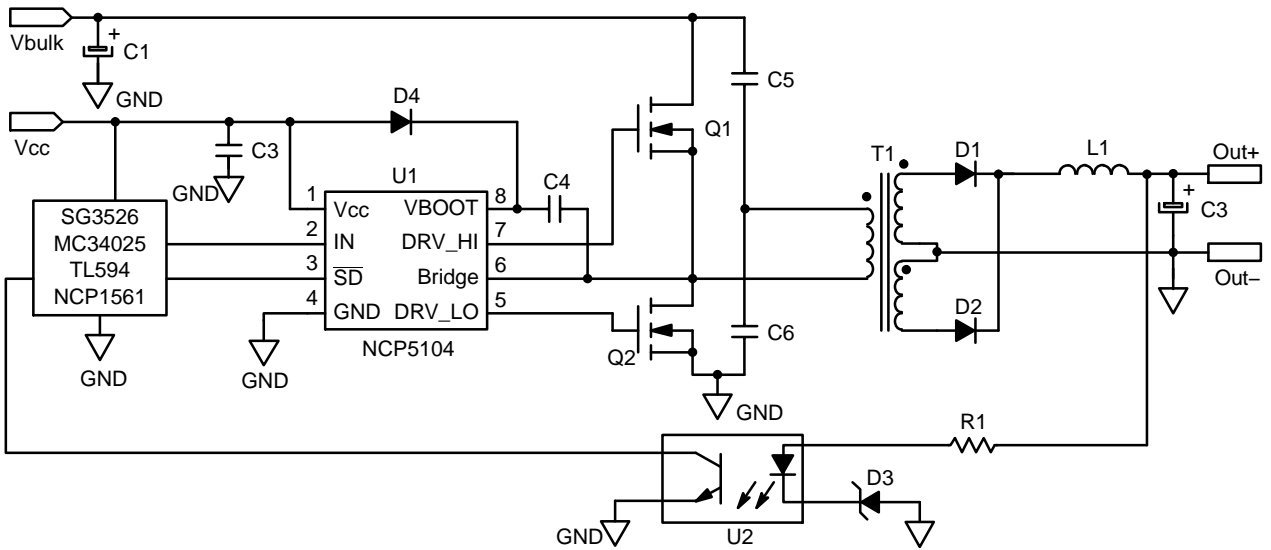 Vbulk
+
C1
GND
C5
D4
Q1
Vcc
C3
GND
U1
C4
T1
D1
L1
Out+
+
C3
1
Vcc
VBOOT
8
SG3526
MC34025
TL594
NCP1561
2
IN
DRV_HI
7
3
SD
Bridge
6
4
GND
DRV_LO
5
NCP5104
Out–
D2
Q2
C6
GND
GND
GND
R1
D3
GND
U2